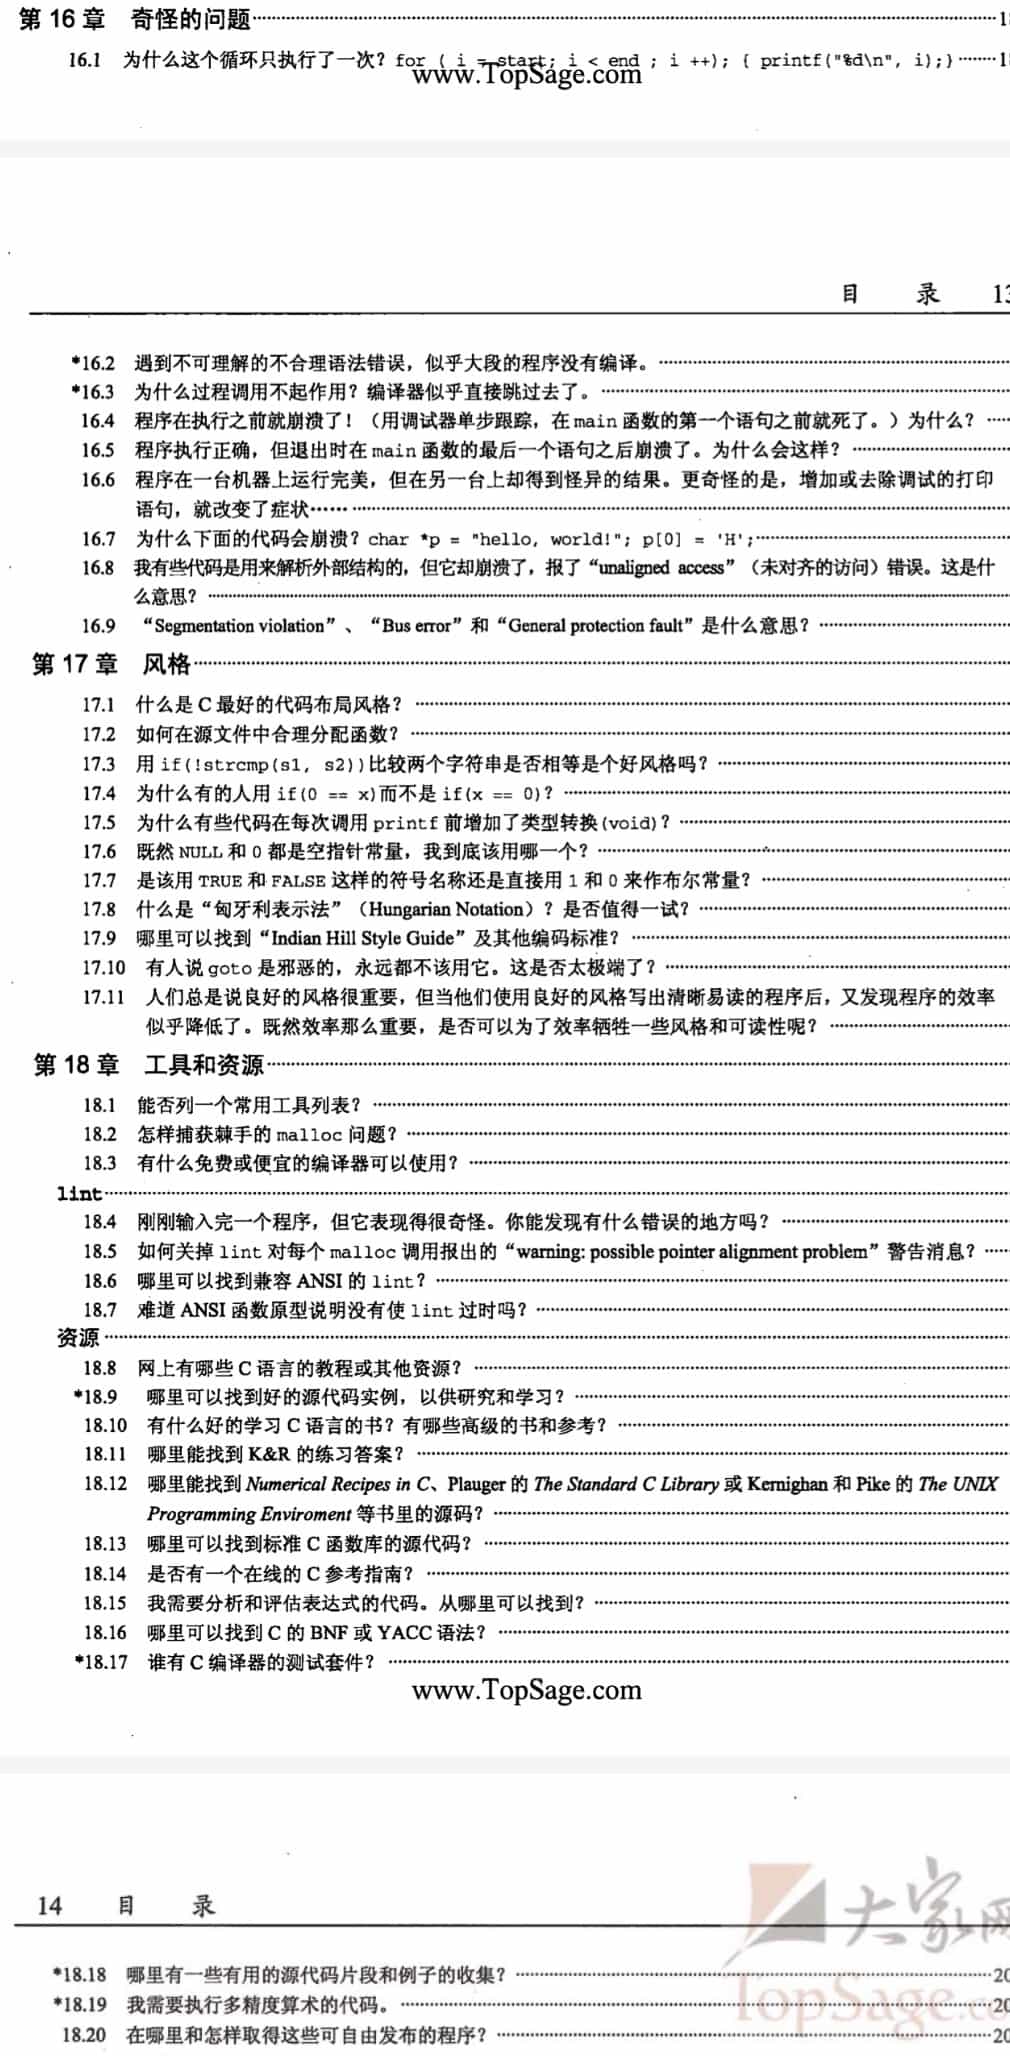 第 16 章 奇怪的问题
16.1 为什么这个循环只执行了一次？for ( i = start; i < end ; i ++); { printf("%d\n", i);}
www.TopSage.com
目 录 13
*16.2 遇到不可理解的不合理语法错误，似乎大段的程序没有编译。
*16.3 为什么过程调用不起作用？编译器似乎直接跳过去了。
16.4 程序在执行之前就崩溃了！（用调试器单步跟踪，在 main 函数的第一个语句之前就死了。）为什么？
16.5 程序执行正确，但退出时在 main 函数的最后一个语句之后崩溃了。为什么会这样？
16.6 程序在一台机器上运行完美，但在另一台上却得到怪异的结果。更奇怪的是，增加或去除调试的打印
语句，就改变了症状……
16.7 为什么下面的代码会崩溃？char *p = "hello, world!"; p[0] = 'H';
16.8 我有些代码是用来解析外部结构的，但它却崩溃了，报了“unaligned access”（未对齐的访问）错误。这是什
么意思？
16.9 “Segmentation violation”、“Bus error”和“General protection fault”是什么意思？
第 17 章 风格
17.1 什么是 C 最好的代码布局风格？
17.2 如何在源文件中合理分配函数？
17.3 用 if(!strcmp(s1, s2))比较两个字符串是否相等是个好风格吗？
17.4 为什么有的人用 if(0 == x)而不是 if(x == 0)？
17.5 为什么有些代码在每次调用 printf 前增加了类型转换(void)？
17.6 既然 NULL 和 0 都是空指针常量，我到底该用哪一个？
17.7 是该用 TRUE 和 FALSE 这样的符号名称还是直接用 1 和 0 来作布尔常量？
17.8 什么是“匈牙利表示法”（Hungarian Notation）？是否值得一试？
17.9 哪里可以找到“Indian Hill Style Guide”及其他编码标准？
17.10 有人说 goto 是邪恶的，永远都不该用它。这是否太极端了？
17.11 人们总是说良好的风格很重要，但当他们使用良好的风格写出清晰易读的程序后，又发现程序的效率
似乎降低了。既然效率那么重要，是否可以为了效率牺牲一些风格和可读性呢？
第 18 章 工具和资源
18.1 能否列一个常用工具列表？
18.2 怎样捕获棘手的 malloc 问题？
18.3 有什么免费或便宜的编译器可以使用？
lint
18.4 刚刚输入完一个程序，但它表现得很奇怪。你能发现有什么错误的地方吗？
18.5 如何关掉 lint 对每个 malloc 调用报出的“warning: possible pointer alignment problem”警告消息？
18.6 哪里可以找到兼容 ANSI 的 lint？
18.7 难道 ANSI 函数原型说明没有使 lint 过时吗？
资源
18.8 网上有哪些 C 语言的教程或其他资源？
*18.9 哪里可以找到好的源代码实例，以供研究和学习？
18.10 有什么好的学习 C 语言的书？有哪些高级的书和参考？
18.11 哪里能找到 K&R 的练习答案？
18.12 哪里能找到 Numerical Recipes in C、Plauger 的 The Standard C Library 或 Kernighan 和 Pike 的 The UNIX
Programming Enviroment 等书里的源码？
18.13 哪里可以找到标准 C 函数库的源代码？
18.14 是否有一个在线的 C 参考指南？
18.15 我需要分析和评估表达式的代码。从哪里可以找到？
18.16 哪里可以找到 C 的 BNF 或 YACC 语法？
*18.17 谁有 C 编译器的测试套件？
www.TopSage.com
14 目 录
大家网
TopSage.co
*18.18 哪里有一些有用的源代码片段和例子的收集？ 20
*18.19 我需要执行多精度算术的代码。 20
18.20 在哪里和怎样取得这些可自由发布的程序？ 20